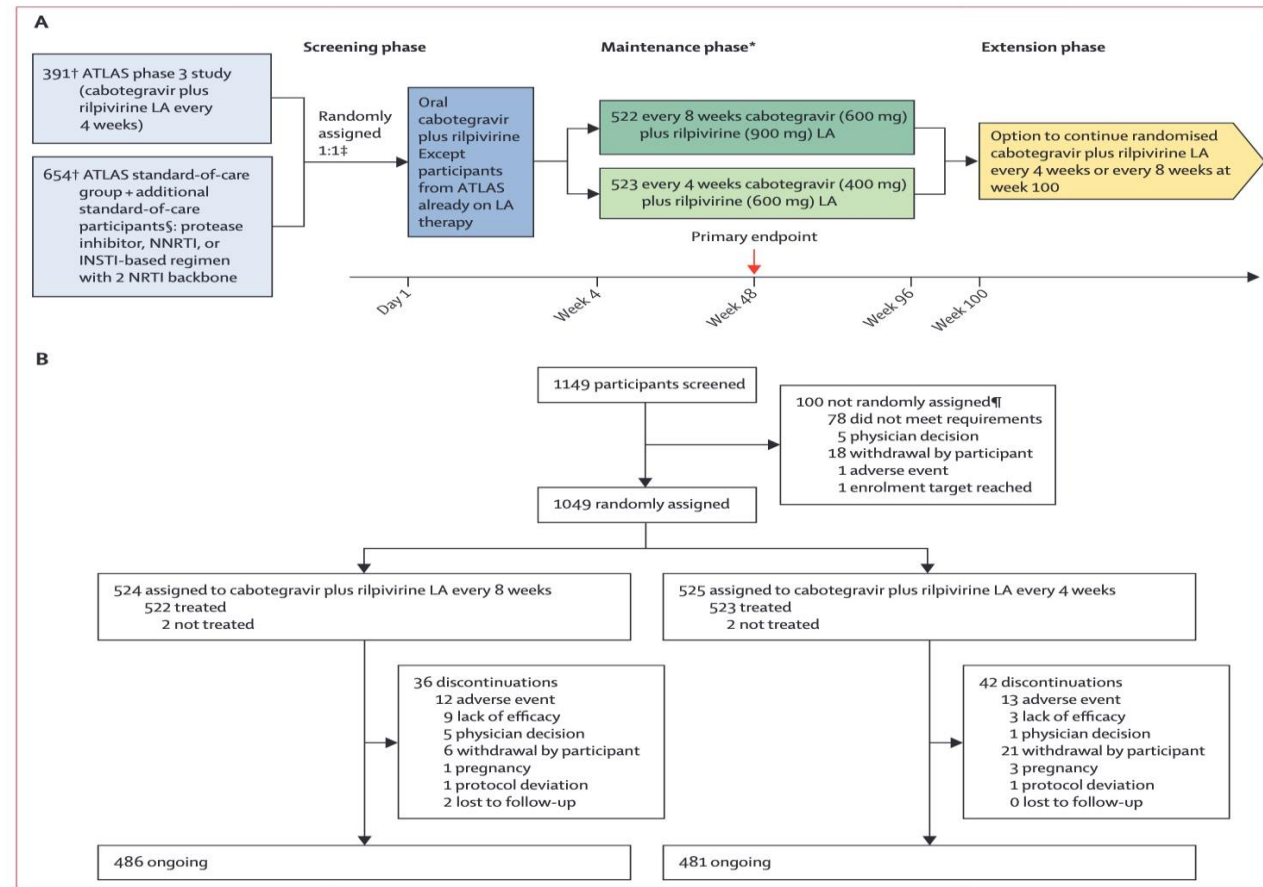 A
Screening phase
Maintenance phase*
Extension phase
391† ATLAS phase 3 study
(cabotegravir plus
rilpivirine LA every
4 weeks)
654† ATLAS standard-of-care
group + additional
standard-of-care
participants§: protease
inhibitor, NNRTI, or
INSTI-based regimen
with 2 NRTI backbone
Randomly
assigned
1:1‡
Oral
cabotegravir
plus rilpivirine
Except
participants
from ATLAS
already on LA
therapy
522 every 8 weeks cabotegravir (600 mg)
plus rilpivirine (900 mg) LA
523 every 4 weeks cabotegravir (400 mg)
plus rilpivirine (600 mg) LA
Option to continue randomised
cabotegravir plus rilpivirine LA
every 4 weeks or every 8 weeks at
week 100
Primary endpoint
Day 1
Week 4
Week 48
Week 96
Week 100
B
1149 participants screened
100 not randomly assigned¶
78 did not meet requirements
5 physician decision
18 withdrawal by participant
1 adverse event
1 enrolment target reached
1049 randomly assigned
524 assigned to cabotegravir plus rilpivirine LA every 8 weeks
522 treated
2 not treated
525 assigned to cabotegravir plus rilpivirine LA every 4 weeks
523 treated
2 not treated
36 discontinuations
12 adverse event
9 lack of efficacy
5 physician decision
6 withdrawal by participant
1 pregnancy
1 protocol deviation
2 lost to follow-up
42 discontinuations
13 adverse event
3 lack of efficacy
1 physician decision
21 withdrawal by participant
3 pregnancy
1 protocol deviation
0 lost to follow-up
486 ongoing
481 ongoing